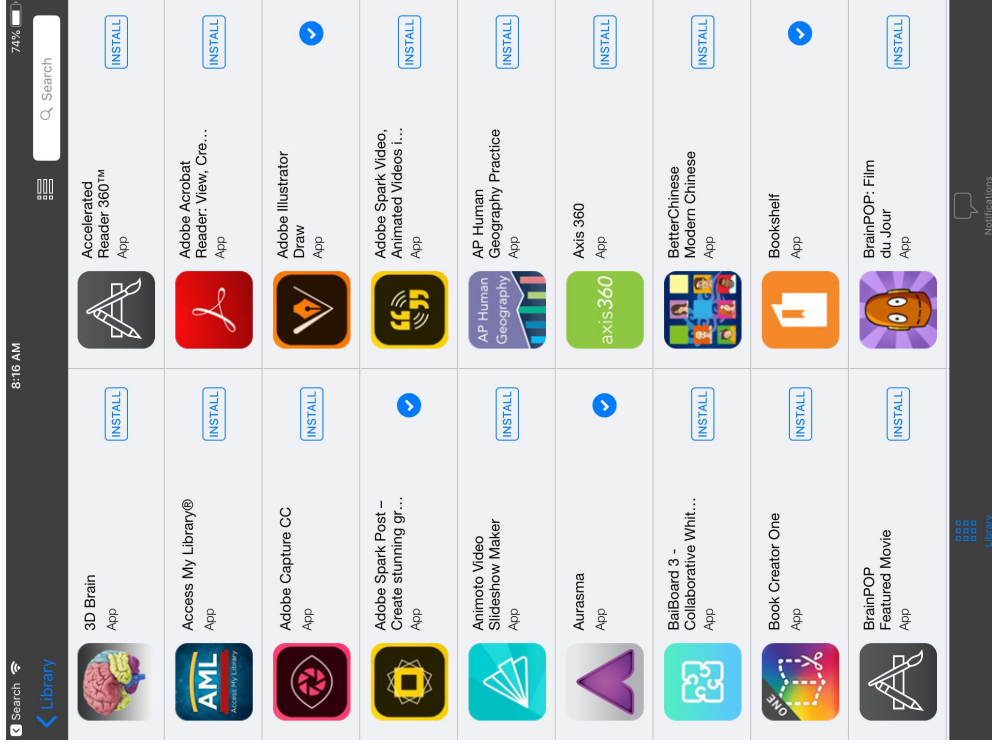 Search
8:16 AM
74%
Library
Search
3D Brain
App
INSTALL
Accelerated
Reader 360™
App
INSTALL
AML
Access My Library
Access My Library®
App
INSTALL
Adobe Acrobat
Reader: View, Cre...
App
INSTALL
Adobe Capture CC
App
INSTALL
Adobe Illustrator
Draw
App
Adobe Spark Post –
Create stunning gr...
App
Adobe Spark Video,
Animated Videos i...
App
INSTALL
Animoto Video
Slideshow Maker
App
INSTALL
AP Human
Geography
AP Human
Geography Practice
App
INSTALL
Aurasma
App
axis360
Axis 360
App
INSTALL
BaiBoard 3 -
Collaborative Whit...
App
INSTALL
BetterChinese
Modern Chinese
App
INSTALL
ONE
Book Creator One
App
INSTALL
Bookshelf
App
BrainPOP
Featured Movie
App
INSTALL
BrainPOP: Film
du Jour
App
INSTALL
Library
Notifications